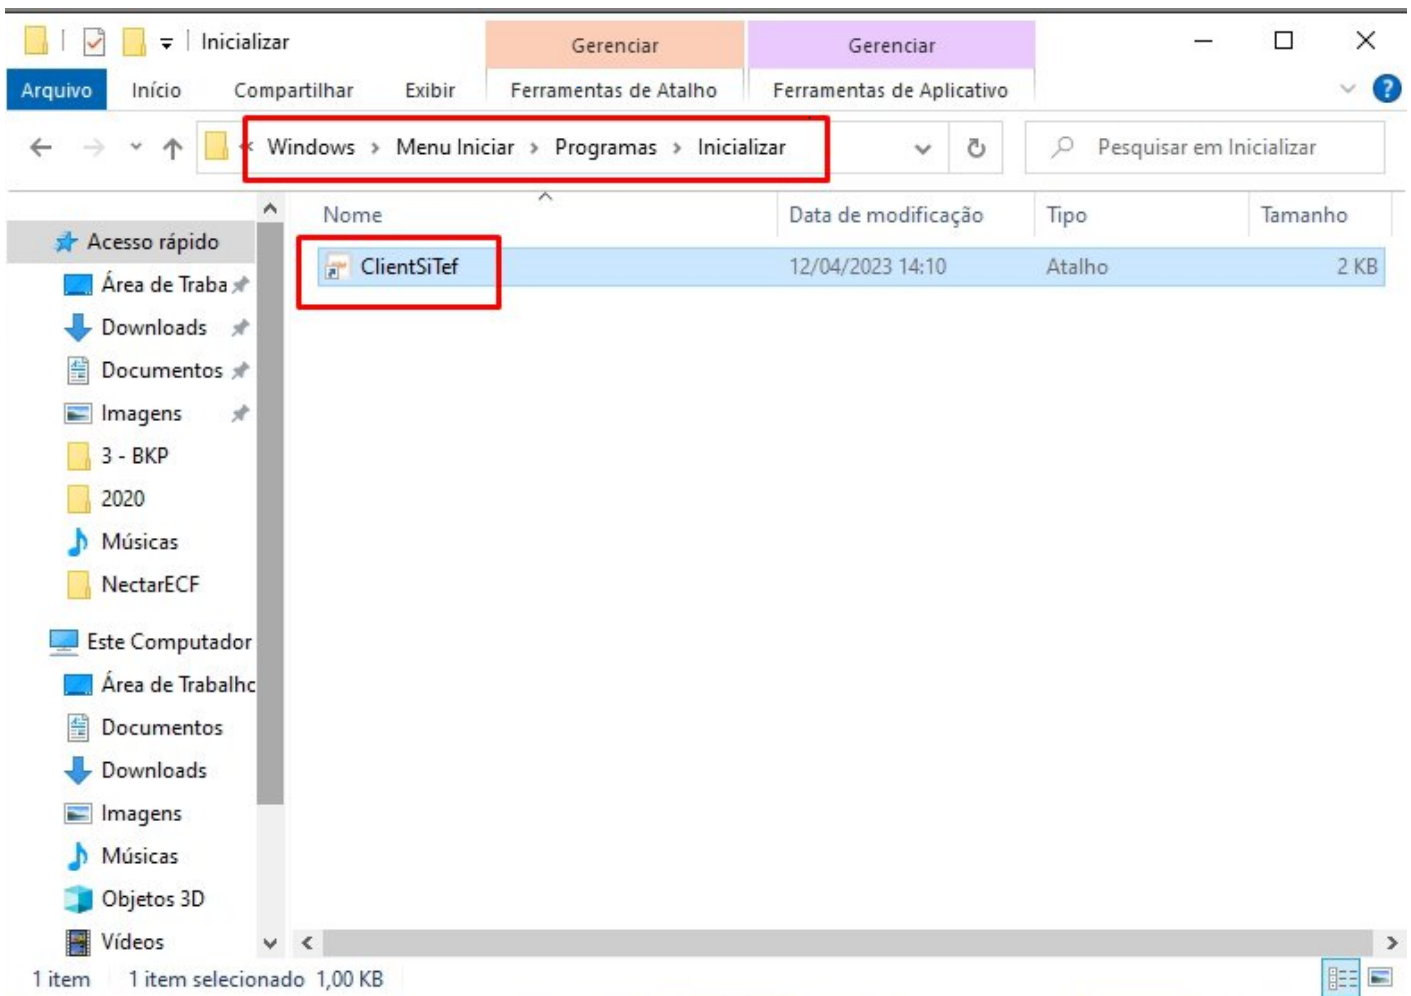 Inicializar
Gerenciar
Gerenciar
Arquivo
Início
Compartilhar
Exibir
Ferramentas de Atalho
Ferramentas de Aplicativo
Windows
Menu Iniciar
Programas
Inicializar
Pesquisar em Inicializar
Nome
Data de modificação
Tipo
Tamanho
ClientSiTef
12/04/2023 14:10
Atalho
2 KB
Acesso rápido
Área de Traba
Downloads
Documentos
Imagens
3 - BKP
2020
Músicas
NectarECF
Este Computador
Área de Trabalhc
Documentos
Downloads
Imagens
Músicas
Objetos 3D
Vídeos
1 item
1 item selecionado 1,00 KB